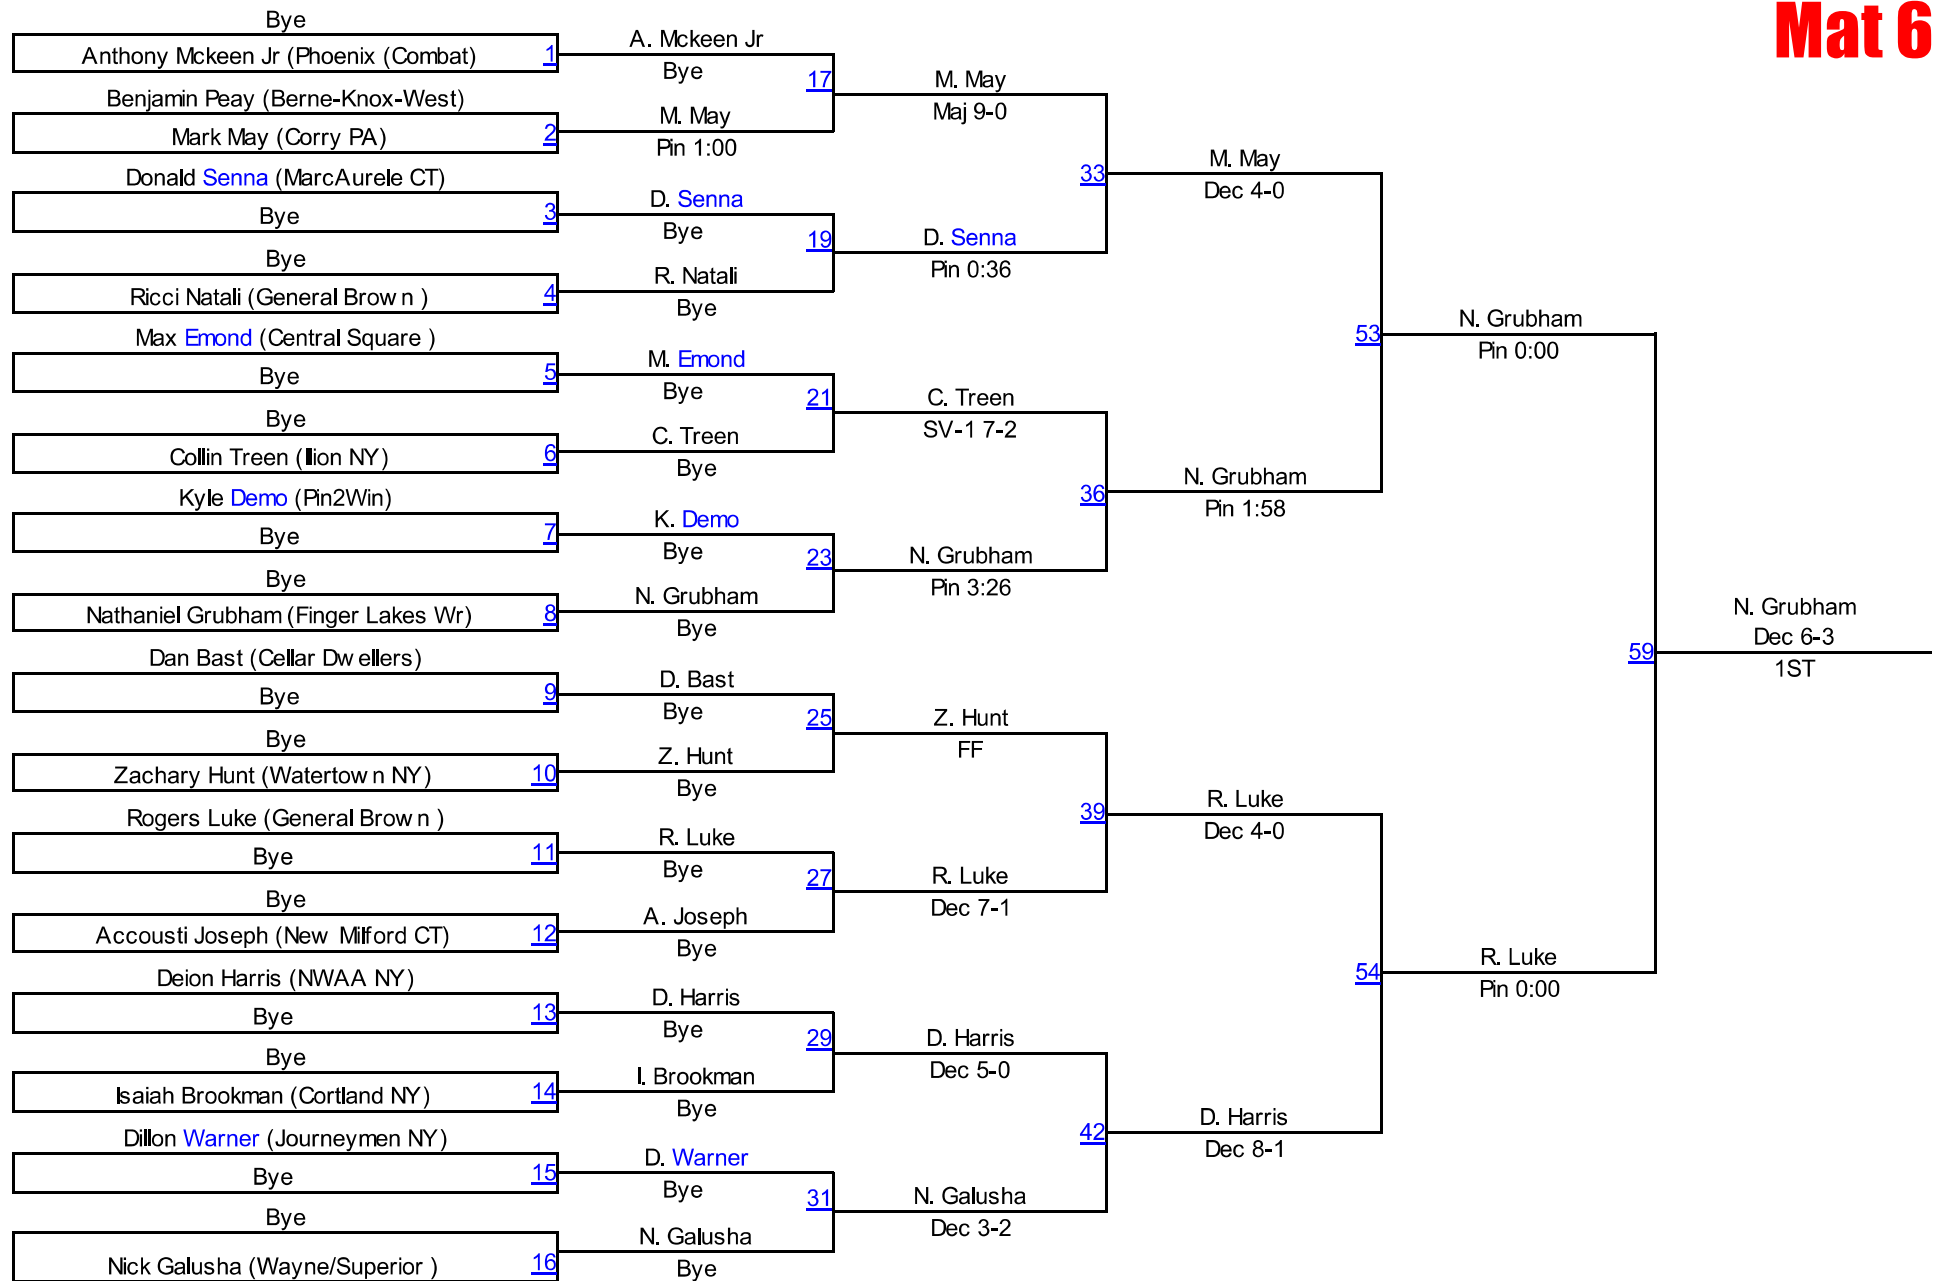 Mat 6
Bye
Anthony Mckeen Jr (Phoenix (Combat) 1
Benjamin Peay (Berne-Knox-West)
Mark May (Corry PA) 2
Donald Senna (MarcAurele CT)
Bye 3
Bye
Ricci Natali (General Brown ) 4
Max Emond (Central Square )
Bye 5
Bye
Collin Treen (Ilion NY) 6
Kyle Demo (Pin2Win)
Bye 7
Bye
Nathaniel Grubham (Finger Lakes Wr) 8
Dan Bast (Cellar Dwellers)
Bye 9
Bye
Zachary Hunt (Watertown NY) 10
Rogers Luke (General Brown )
Bye 11
Bye
Accousti Joseph (New Milford CT) 12
Deion Harris (NWAA NY)
Bye 13
Bye
Isaiah Brookman (Cortland NY) 14
Dillon Warner (Journeymen NY)
Bye 15
Bye
Nick Galusha (Wayne/Superior ) 16
A. Mckeen Jr
Bye
17
M. May
Pin 1:00
D. Senna
Bye
19
R. Natali
Bye
M. Emond
Bye
21
C. Treen
Bye
K. Demo
Bye
23
N. Grubham
Bye
D. Bast
Bye
25
Z. Hunt
Bye
R. Luke
Bye
27
A. Joseph
Bye
D. Harris
Bye
29
I. Brookman
Bye
D. Warner
Bye
31
N. Galusha
Bye
M. May
Maj 9-0
33
D. Senna
Pin 0:36
C. Treen
SV-1 7-2
36
N. Grubham
Pin 3:26
Z. Hunt
FF
39
R. Luke
Dec 7-1
D. Harris
Dec 5-0
42
N. Galusha
Dec 3-2
M. May
Dec 4-0
53
N. Grubham
Pin 1:58
R. Luke
Dec 4-0
54
D. Harris
Dec 8-1
N. Grubham
Pin 0:00
59
R. Luke
Pin 0:00
N. Grubham
Dec 6-3
1ST